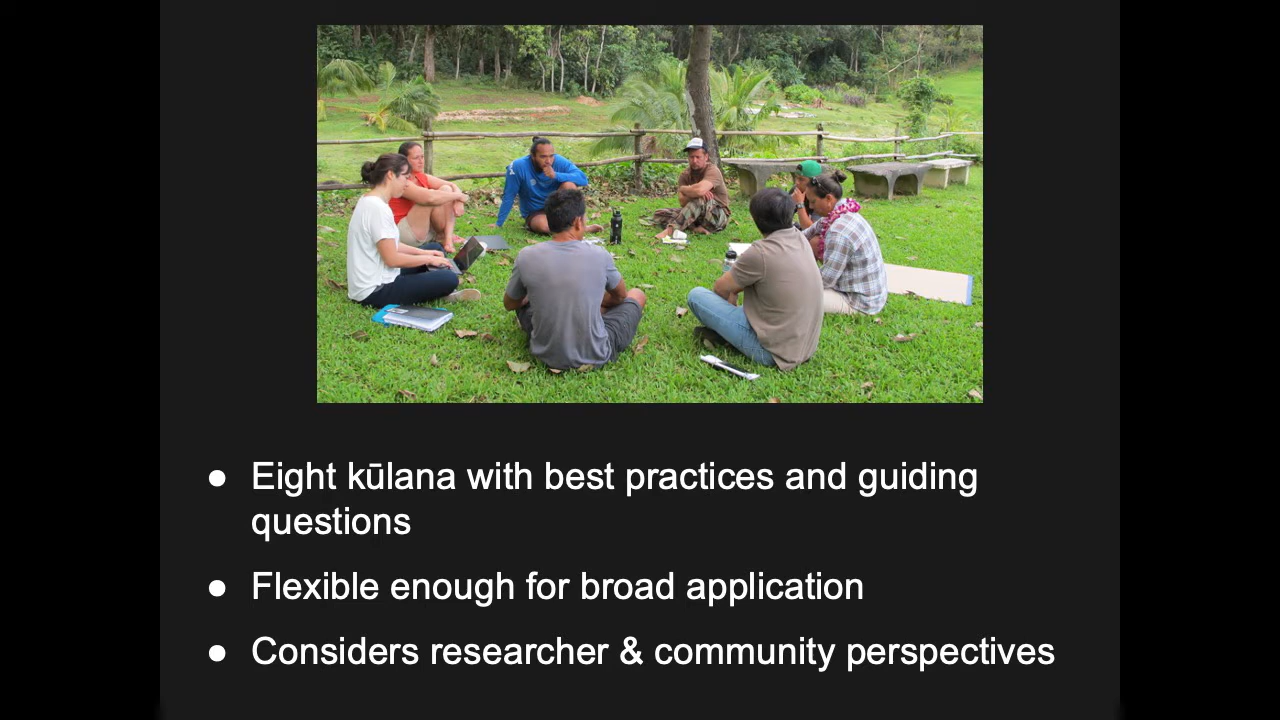 ● Eight kūlana with best practices and guiding
questions
● Flexible enough for broad application
● Considers researcher & community perspectives